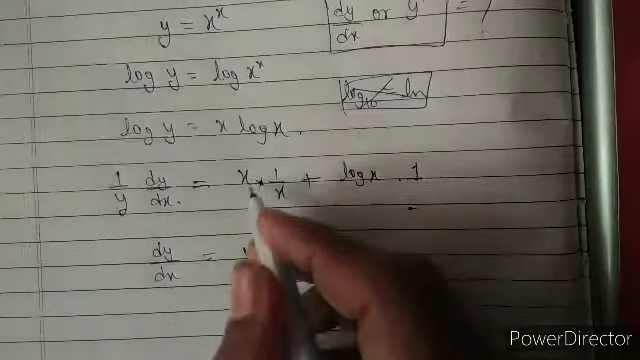 y = x^x
dy/dx or y' = ?
log y = log x^x
log y = x log x.
log₁₀ = ln
1/y dy/dx. = x * 1/x + log x . 1
dy/dx =
PowerDirector